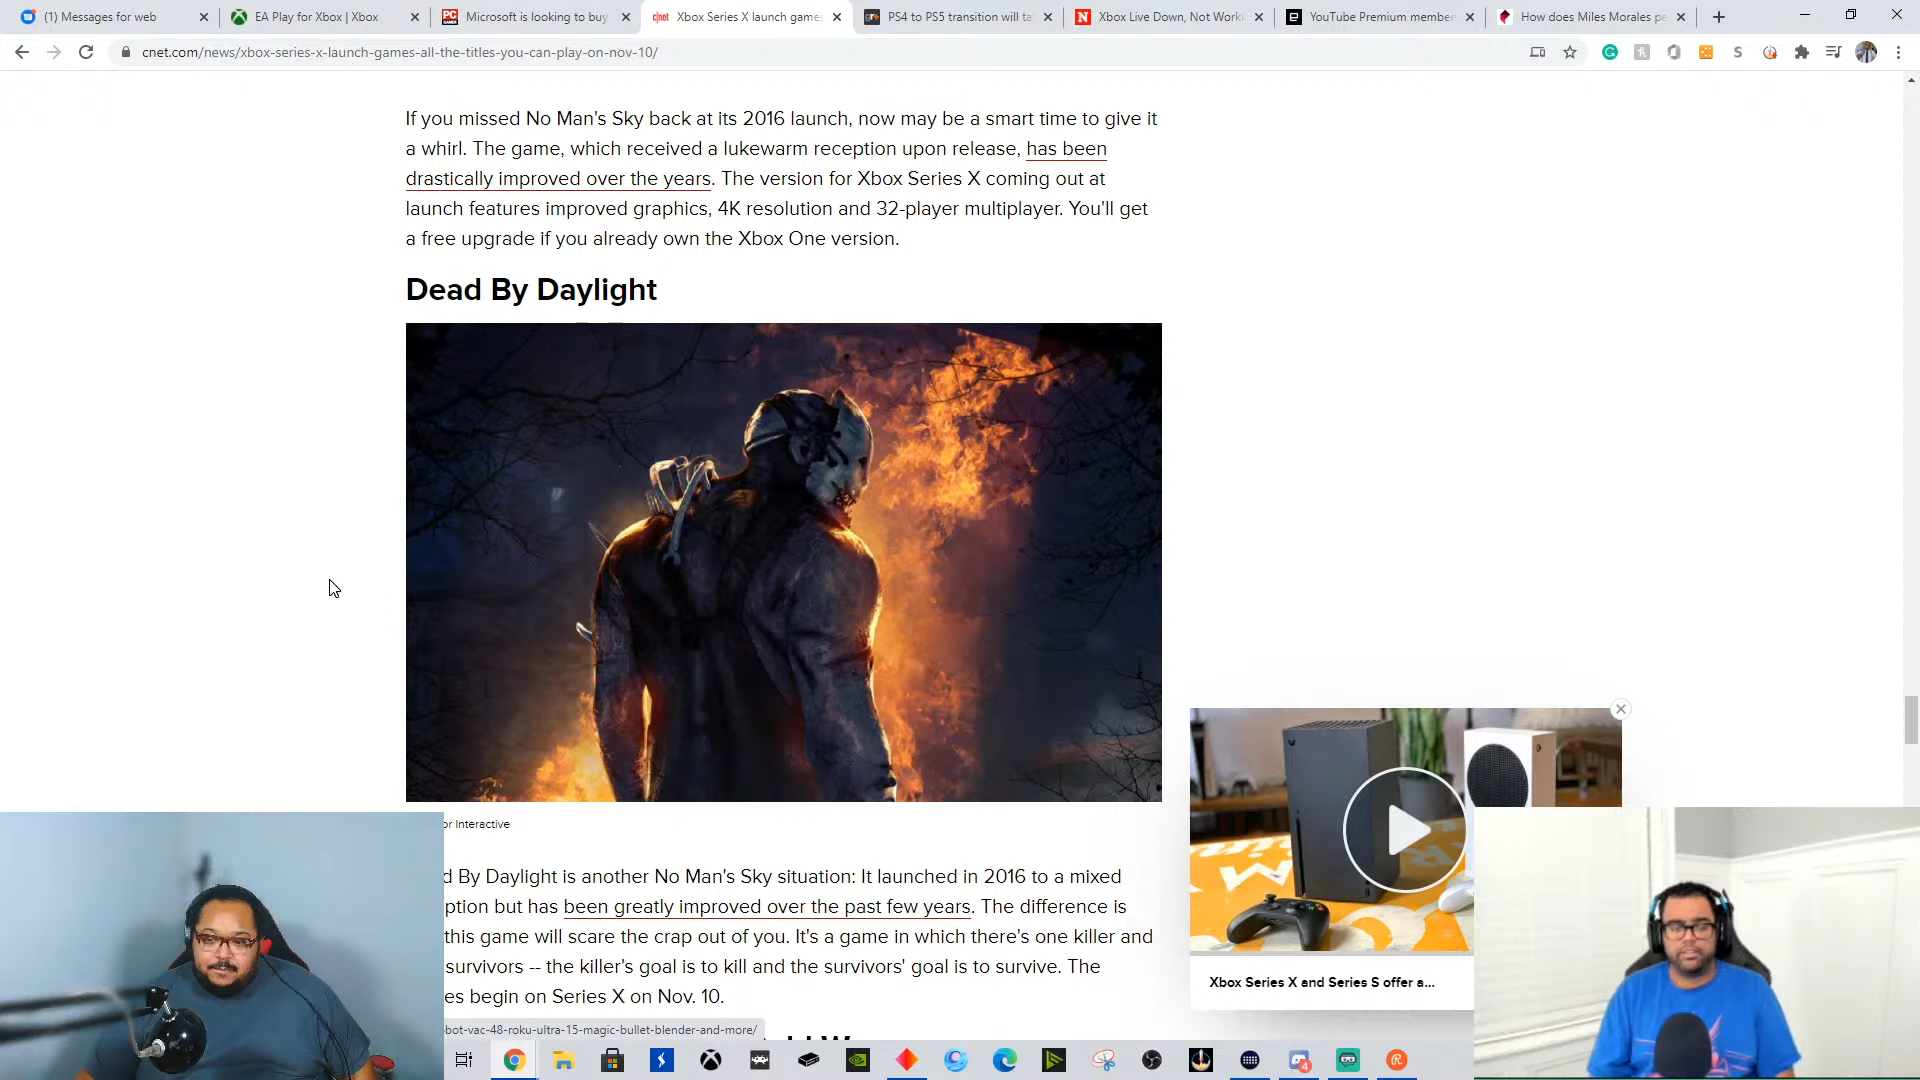 (1) Messages for web
EA Play for Xbox | Xbox
Microsoft is looking to buy
Xbox Series X launch games
PS4 to PS5 transition will ta
Xbox Live Down, Not Worki
YouTube Premium member
How does Miles Morales pe
cnet.com/news/xbox-series-x-launch-games-all-the-titles-you-can-play-on-nov-10/
If you missed No Man's Sky back at its 2016 launch, now may be a smart time to give it
a whirl. The game, which received a lukewarm reception upon release, has been
drastically improved over the years. The version for Xbox Series X coming out at
launch features improved graphics, 4K resolution and 32-player multiplayer. You'll get
a free upgrade if you already own the Xbox One version.
Dead By Daylight
or Interactive
d By Daylight is another No Man's Sky situation: It launched in 2016 to a mixed
ption but has been greatly improved over the past few years. The difference is
this game will scare the crap out of you. It's a game in which there's one killer and
survivors -- the killer's goal is to kill and the survivors' goal is to survive. The
es begin on Series X on Nov. 10.
Xbox Series X and Series S offer a...
bot-vac-48-roku-ultra-15-magic-bullet-blender-and-more/